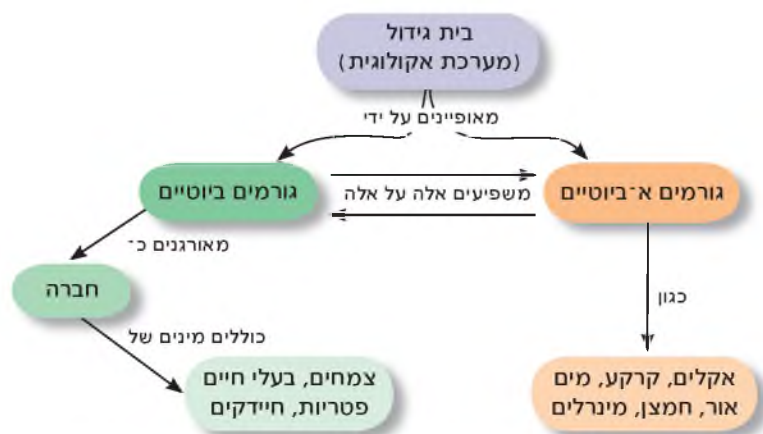 בית גידול
(מערכת אקולוגית)
מאופיינים על ידי
גורמים א־ביוטיים
משפיעים אלה על אלה
גורמים ביוטיים
מאורגנים כ־
חברה
כגון
כוללים מינים של
אקלים, קרקע, מים
אור, חמצן, מינרלים
צמחים, בעלי חיים
פטריות, חיידקים